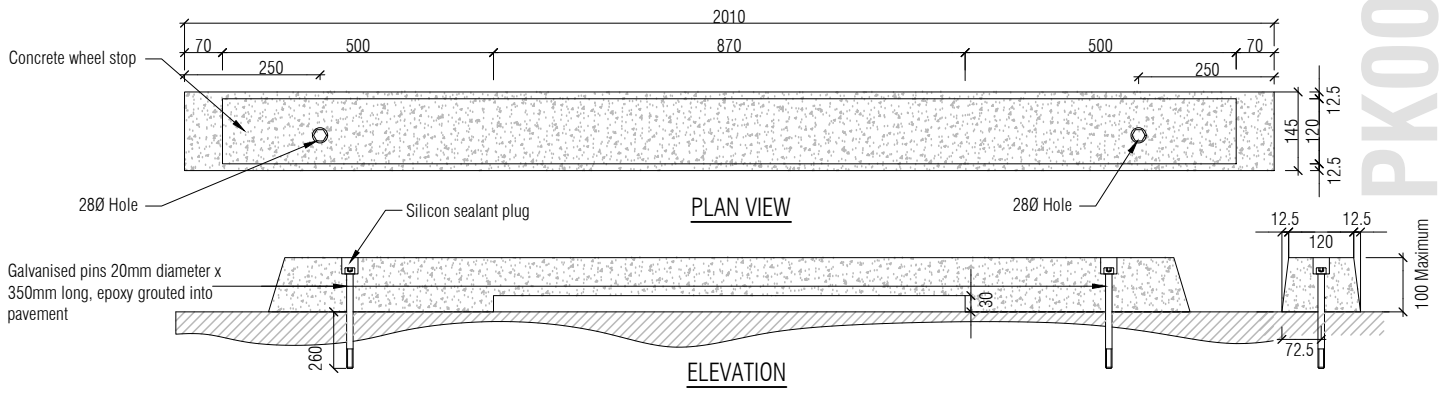 2010
70
500
870
500
70
Concrete wheel stop
250
250
12.5
145
120
12.5
28Ø Hole
28Ø Hole
PLAN VIEW
PK00
Silicon sealant plug
12.5
12.5
120
Galvanised pins 20mm diameter x
350mm long, epoxy grouted into
pavement
30
100 Maximum
260
72.5
ELEVATION